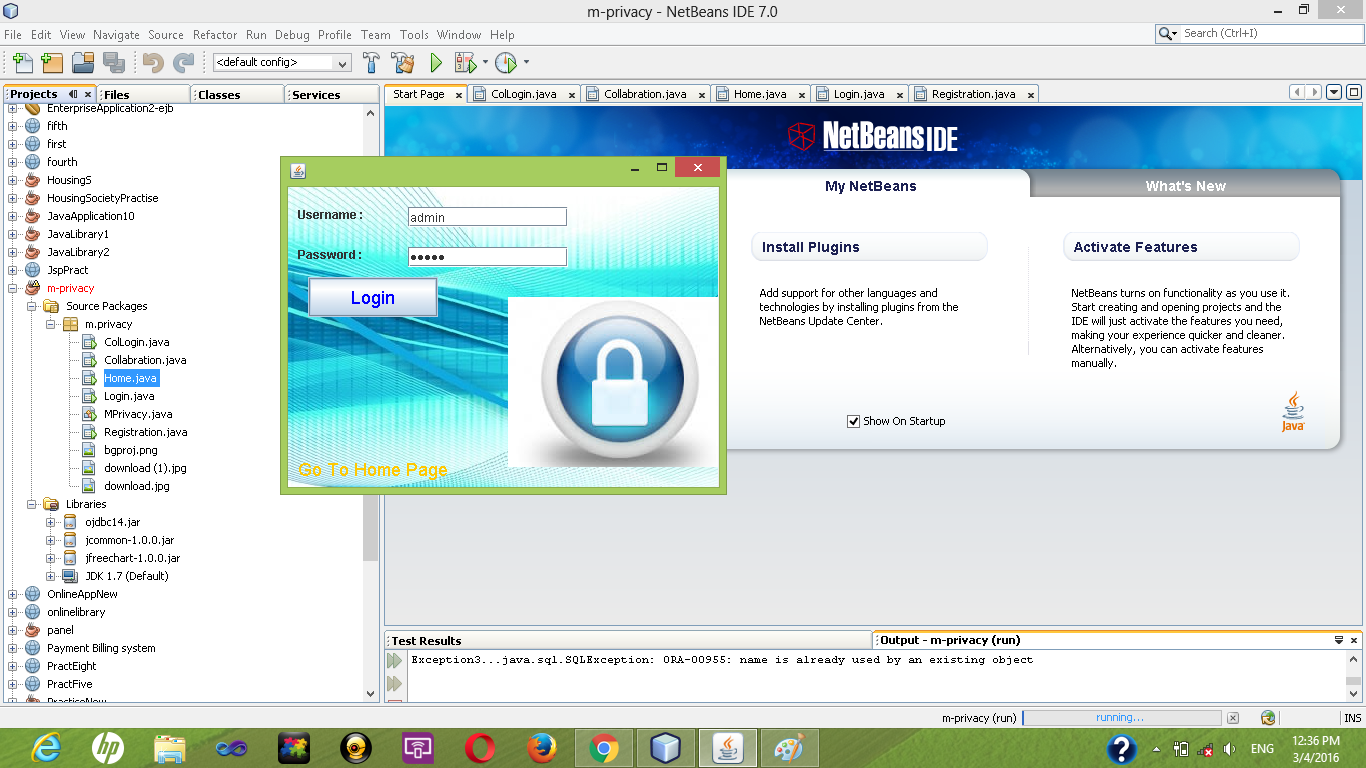 m-privacy - NetBeans IDE 7.0
File Edit View Navigate Source Refactor Run Debug Profile Team Tools Window Help
Search (Ctrl+I)
<default config>
Projects
Files
Classes
Services
EnterpriseApplication2-ejb
fifth
first
fourth
HousingS
HousingSocietyPractise
JavaApplication10
JavaLibrary1
JavaLibrary2
JspPract
m-privacy
Source Packages
m.privacy
ColLogin.java
Collabration.java
Home.java
Login.java
MPrivacy.java
Registration.java
bgproj.png
download (1).jpg
download.jpg
Libraries
ojdbc14.jar
jcommon-1.0.0.jar
jfreechart-1.0.0.jar
JDK 1.7 (Default)
OnlineAppNew
onlinelibrary
panel
Payment Billing system
PractEight
PractFive
PractiseNew
Start Page
ColLogin.java
Collabration.java
Home.java
Login.java
Registration.java
NetBeans IDE
My NetBeans
What's New
Install Plugins
Add support for other languages and
technologies by installing plugins from the
NetBeans Update Center.
Activate Features
NetBeans turns on functionality as you use it.
Start creating and opening projects and the
IDE will just activate the features you need,
making your experience quicker and cleaner.
Alternatively, you can activate features
manually.
Show On Startup
Java
Username :
admin
Password :
•••••
Login
Go To Home Page
Test Results
Output - m-privacy (run)
Exception3...java.sql.SQLException: ORA-00955: name is already used by an existing object
m-privacy (run)
running...
INS
hp
?
ENG
12:36 PM
3/4/2016